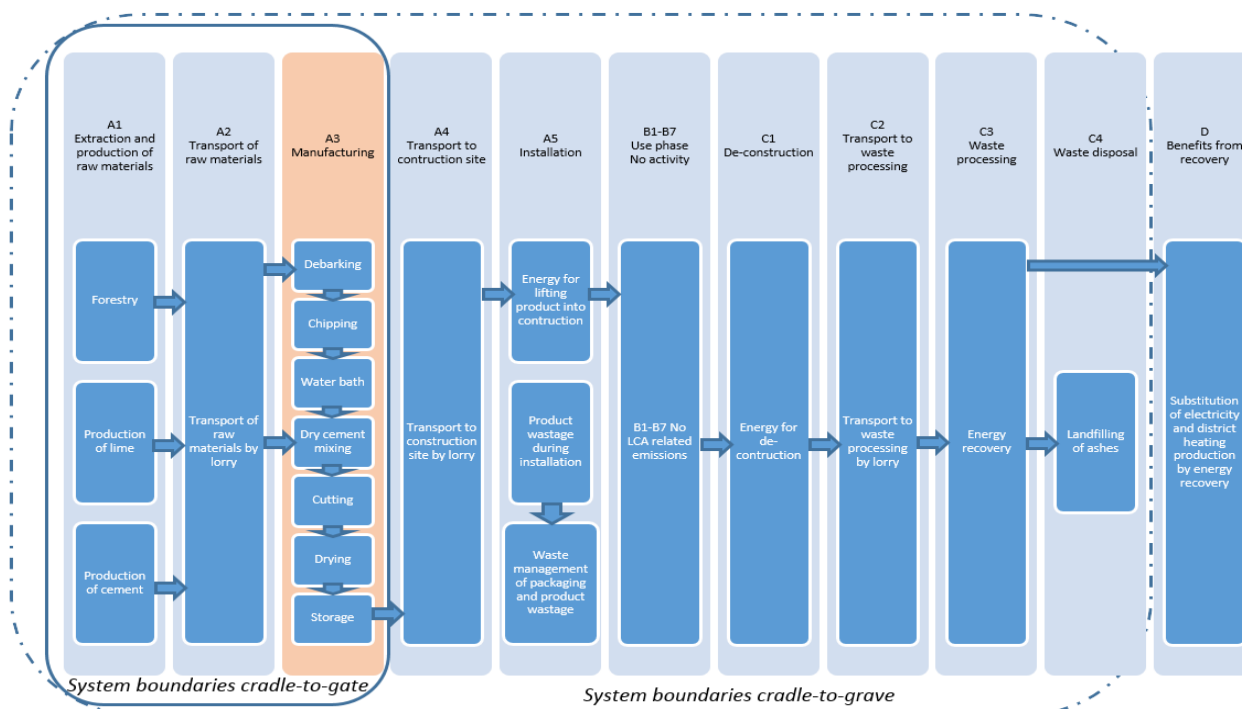 A1
Extraction and
production of
raw materials
A2
Transport of
raw materials
A3
Manufacturing
A4
Transport to
contruction site
A5
Installation
B1-B7
Use phase
No activity
C1
De-construction
C2
Transport to
waste
processing
C3
Waste
processing
C4
Waste disposal
D
Benefits from
recovery
Forestry
Production
of lime
Production
of cement
Transport of
raw
materials by
lorry
Debarking
Chipping
Water bath
Dry cement
mixing
Cutting
Drying
Storage
Transport to
construction
site by lorry
Energy for
lifting
product into
contruction
Product
wastage
during
installation
Waste
management
of packaging
and product
wastage
B1-B7 No
LCA related
emissions
Energy for
de-
contruction
Transport to
waste
processing
by lorry
Energy
recovery
Landfilling
of ashes
Substitution
of electricity
and district
heating
production
by energy
recovery
System boundaries cradle-to-gate
System boundaries cradle-to-grave